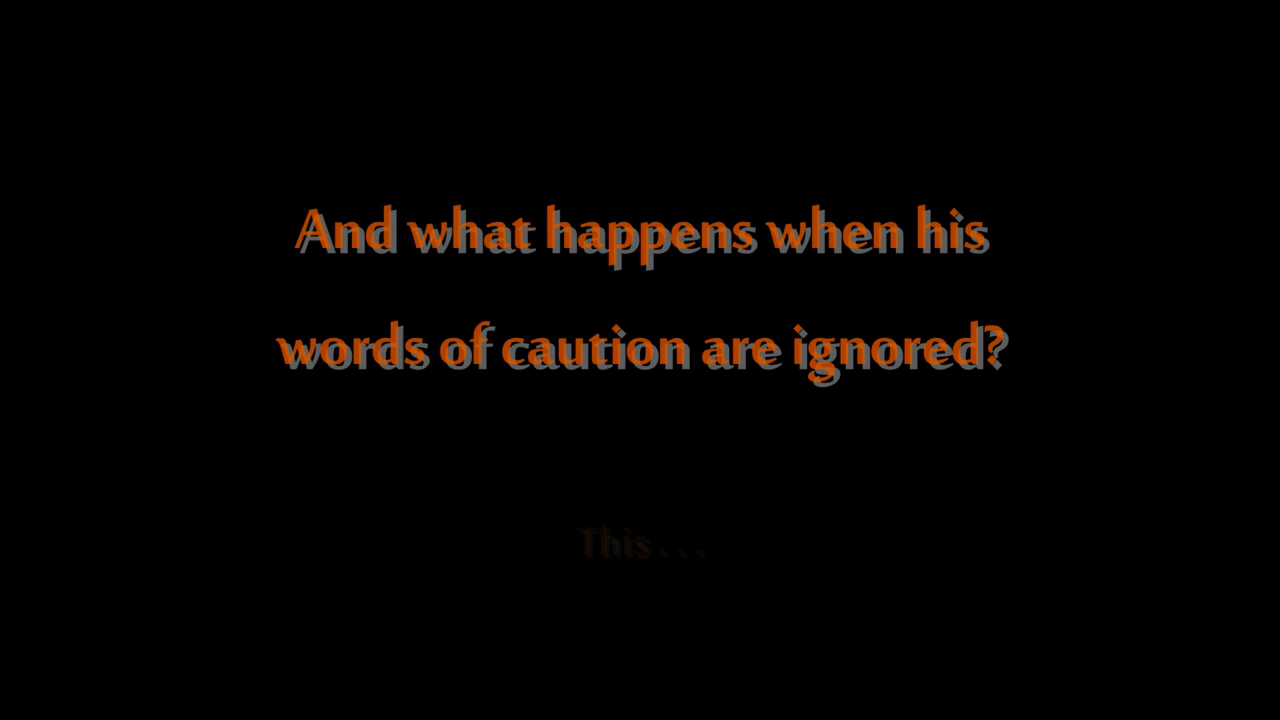 And what happens when his
words of caution are ignored?
This . . .